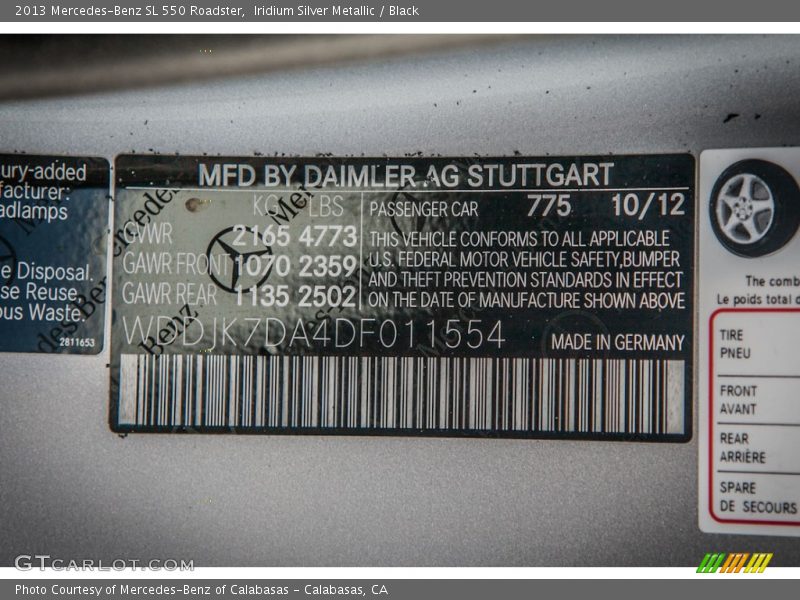 2013 Mercedes-Benz SL 550 Roadster, Iridium Silver Metallic / Black
ury-added
facturer:
adlamps
e Disposal.
se Reuse
ous Waste.
2811653
MFD BY DAIMLER AG STUTTGART
KG LBS
GVWR 2165 4773
GAWR FRONT 1070 2359
GAWR REAR 1135 2502
PASSENGER CAR 775 10/12
THIS VEHICLE CONFORMS TO ALL APPLICABLE
U.S. FEDERAL MOTOR VEHICLE SAFETY,BUMPER
AND THEFT PREVENTION STANDARDS IN EFFECT
ON THE DATE OF MANUFACTURE SHOWN ABOVE
WDDJK7DA4DF011554
MADE IN GERMANY
The comb
Le poids total d
TIRE
PNEU
FRONT
AVANT
REAR
ARRIÈRE
SPARE
DE SECOURS
GTCARLOT.COM
Photo Courtesy of Mercedes-Benz of Calabasas - Calabasas, CA